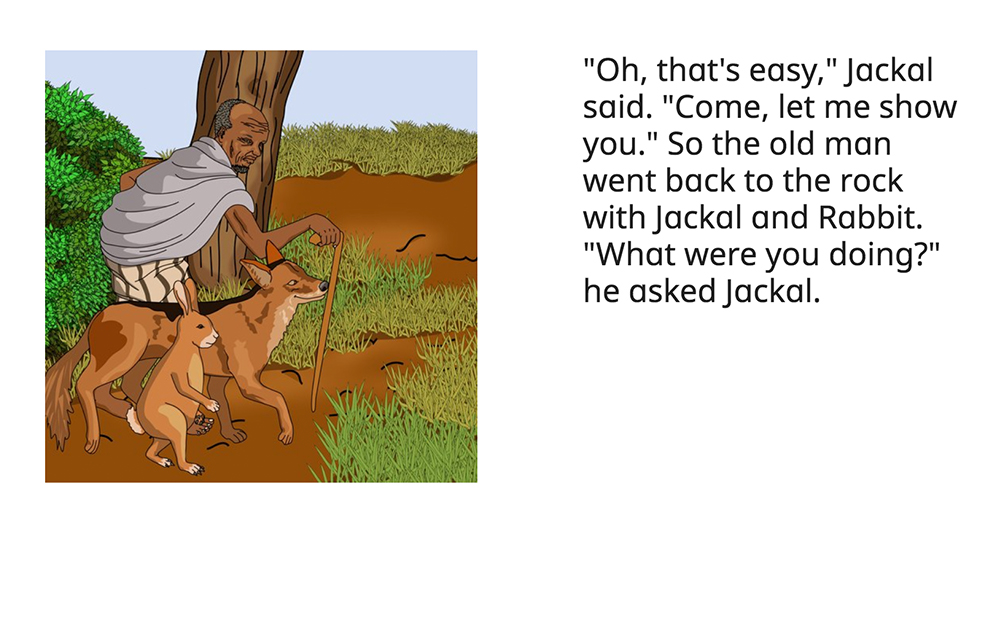 "Oh, that's easy," Jackal
said. "Come, let me show
you." So the old man
went back to the rock
with Jackal and Rabbit.
"What were you doing?"
he asked Jackal.